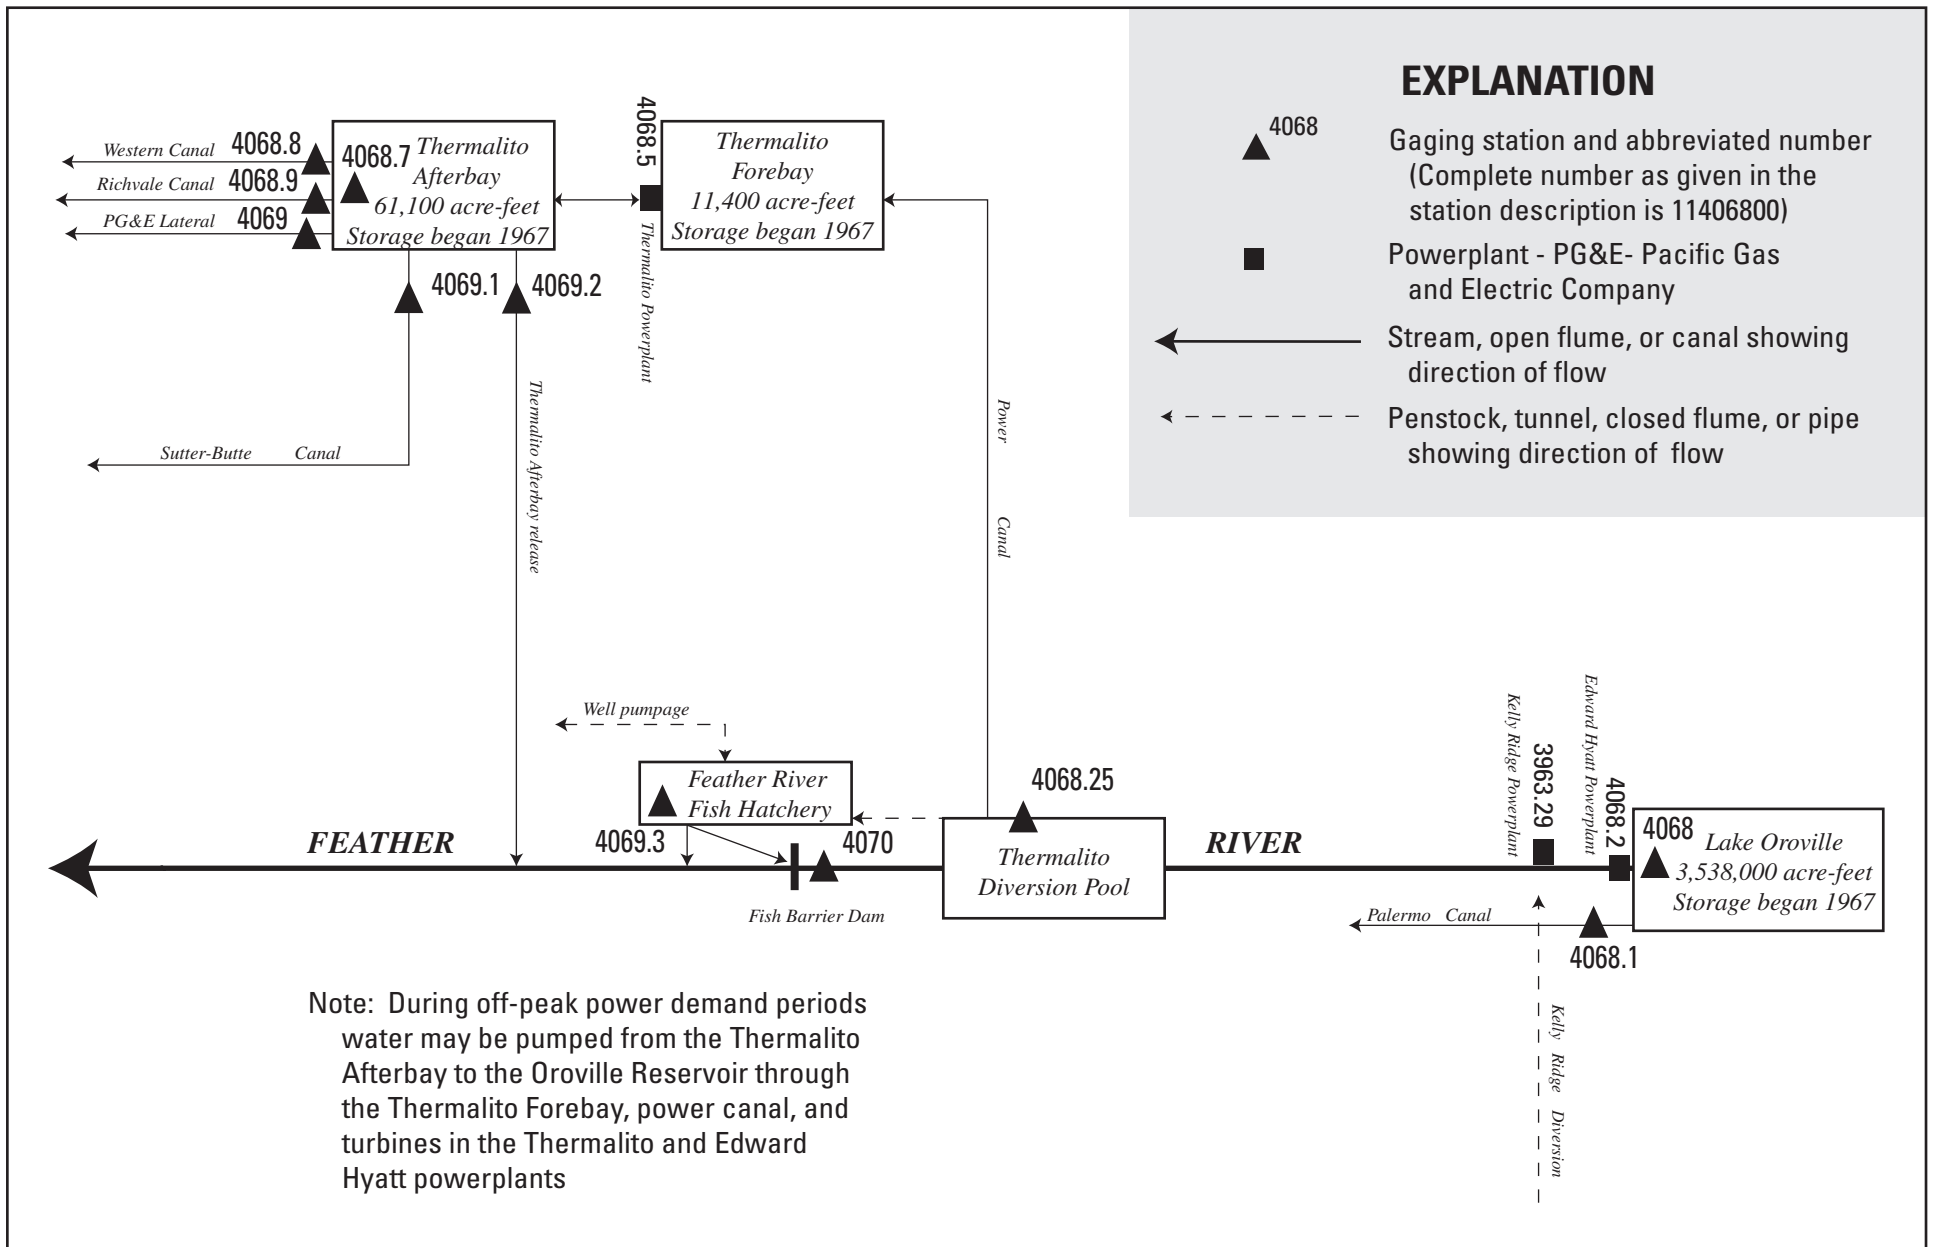 EXPLANATION
4068
Gaging station and abbreviated number
(Complete number as given in the
station description is 11406800)
Powerplant - PG&E- Pacific Gas
and Electric Company
Stream, open flume, or canal showing
direction of flow
Penstock, tunnel, closed flume, or pipe
showing direction of flow
Western Canal
4068.8
Richvale Canal
4068.9
PG&E Lateral
4069
4068.7
Thermalito
Afterbay
61,100 acre-feet
Storage began 1967
4068.5
Thermalito Powerplant
Thermalito
Forebay
11,400 acre-feet
Storage began 1967
4069.1
4069.2
Sutter-Butte Canal
Thermalito Afterbay release
Power Canal
Well pumpage
Feather River
Fish Hatchery
4069.3
4070
Fish Barrier Dam
FEATHER
4068.25
Thermalito
Diversion Pool
RIVER
Kelly Ridge Powerplant
3963.29
Edward Hyatt Powerplant
4068.2
4068
Lake Oroville
3,538,000 acre-feet
Storage began 1967
Palermo Canal
4068.1
Kelly Ridge Diversion
Note: During off-peak power demand periods
water may be pumped from the Thermalito
Afterbay to the Oroville Reservoir through
the Thermalito Forebay, power canal, and
turbines in the Thermalito and Edward
Hyatt powerplants